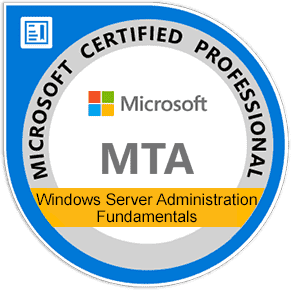 MICROSOFT CERTIFIED PROFESSIONAL
Microsoft
MTA
Windows Server Administration
Fundamentals